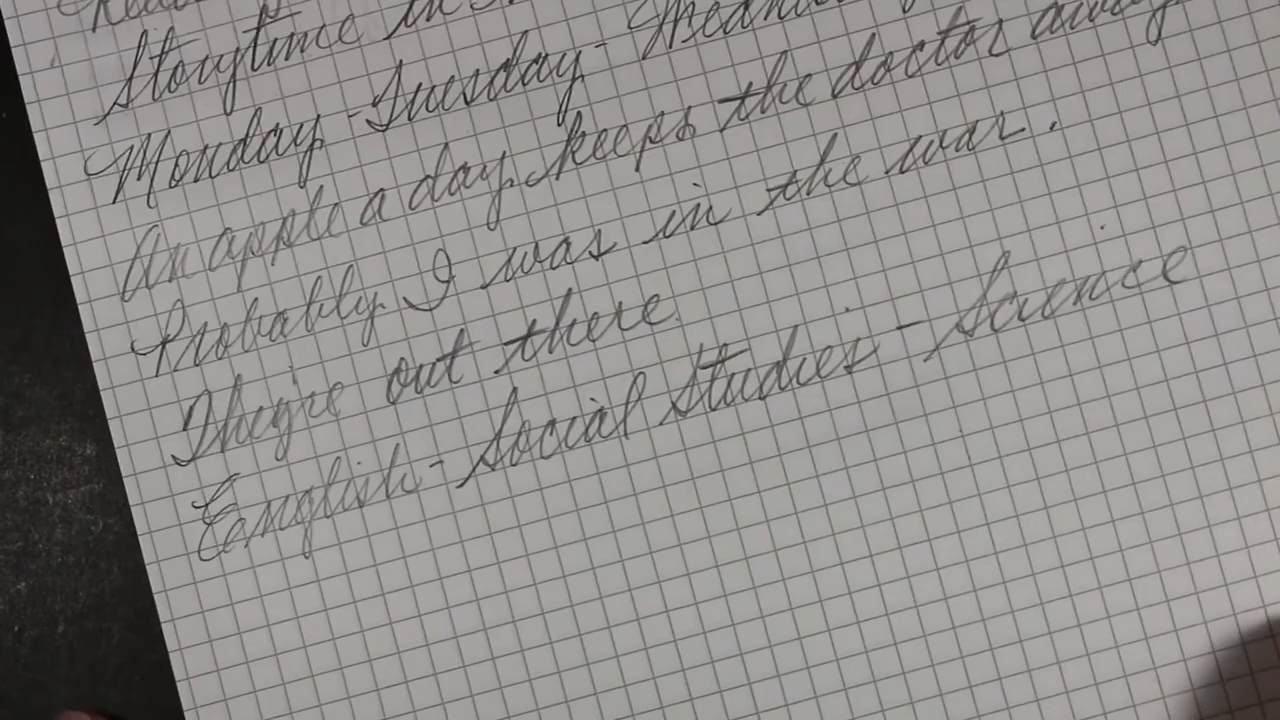 Storytime in
Monday - Tuesday -
An apple a day keeps the doctor away
Probably I was in the war.
They're out there.
English - Social Studies - Science